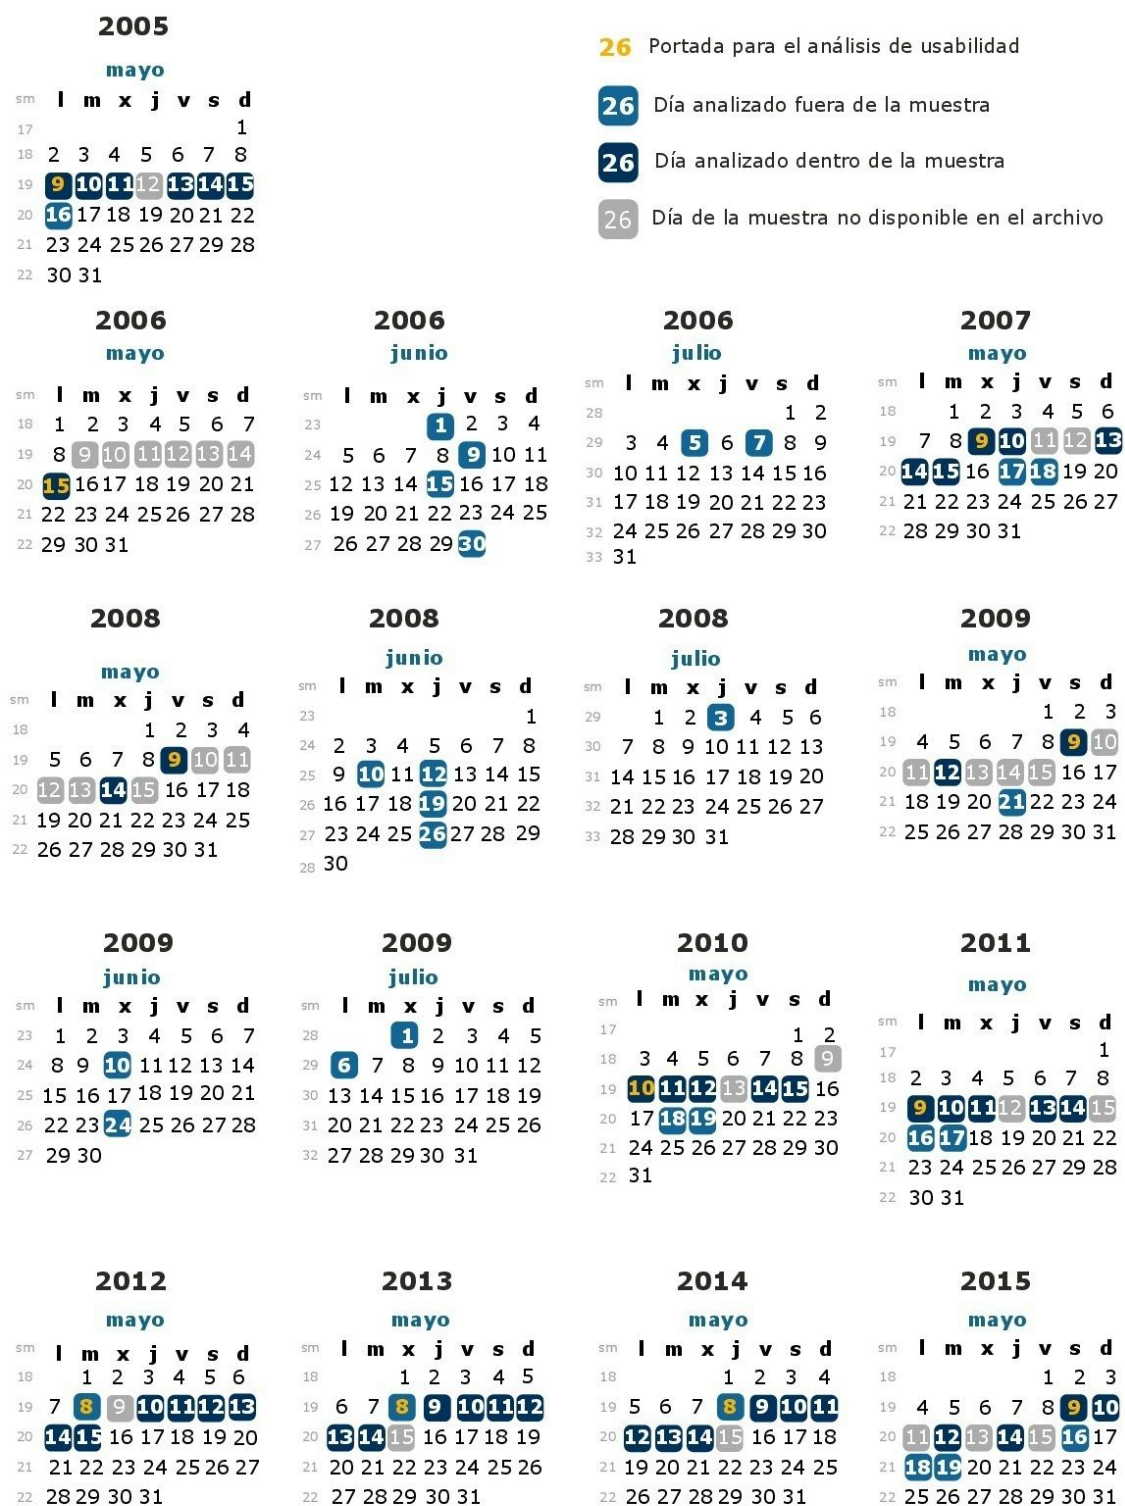 2005
mayo
sm l m x j v s d
17 1
18 2 3 4 5 6 7 8
19 9 10 11 12 13 14 15
20 16 17 18 19 20 21 22
21 23 24 25 26 27 28 29
22 30 31
26 Portada para el análisis de usabilidad
26 Día analizado fuera de la muestra
26 Día analizado dentro de la muestra
26 Día de la muestra no disponible en el archivo
2006
mayo
sm l m x j v s d
18 1 2 3 4 5 6 7
19 8 9 10 11 12 13 14
20 15 16 17 18 19 20 21
21 22 23 24 25 26 27 28
22 29 30 31
2006
junio
sm l m x j v s d
23 1 2 3 4
24 5 6 7 8 9 10 11
25 12 13 14 15 16 17 18
26 19 20 21 22 23 24 25
27 26 27 28 29 30
2006
julio
sm l m x j v s d
28 1 2
29 3 4 5 6 7 8 9
30 10 11 12 13 14 15 16
31 17 18 19 20 21 22 23
32 24 25 26 27 28 29 30
33 31
2007
mayo
sm l m x j v s d
18 1 2 3 4 5 6
19 7 8 9 10 11 12 13
20 14 15 16 17 18 19 20
21 21 22 23 24 25 26 27
22 28 29 30 31
2008
mayo
sm l m x j v s d
18 1 2 3 4
19 5 6 7 8 9 10 11
20 12 13 14 15 16 17 18
21 19 20 21 22 23 24 25
22 26 27 28 29 30 31
2008
junio
sm l m x j v s d
23 1
24 2 3 4 5 6 7 8
25 9 10 11 12 13 14 15
26 16 17 18 19 20 21 22
27 23 24 25 26 27 28 29
28 30
2008
julio
sm l m x j v s d
29 1 2 3 4 5 6
30 7 8 9 10 11 12 13
31 14 15 16 17 18 19 20
32 21 22 23 24 25 26 27
33 28 29 30 31
2009
mayo
sm l m x j v s d
18 1 2 3
19 4 5 6 7 8 9 10
20 11 12 13 14 15 16 17
21 18 19 20 21 22 23 24
22 25 26 27 28 29 30 31
2009
junio
sm l m x j v s d
23 1 2 3 4 5 6 7
24 8 9 10 11 12 13 14
25 15 16 17 18 19 20 21
26 22 23 24 25 26 27 28
27 29 30
2009
julio
sm l m x j v s d
28 1 2 3 4 5
29 6 7 8 9 10 11 12
30 13 14 15 16 17 18 19
31 20 21 22 23 24 25 26
32 27 28 29 30 31
2010
mayo
sm l m x j v s d
17 1 2
18 3 4 5 6 7 8 9
19 10 11 12 13 14 15 16
20 17 18 19 20 21 22 23
21 24 25 26 27 28 29 30
22 31
2011
mayo
sm l m x j v s d
17 1
18 2 3 4 5 6 7 8
19 9 10 11 12 13 14 15
20 16 17 18 19 20 21 22
21 23 24 25 26 27 28 29
22 30 31
2012
mayo
sm l m x j v s d
18 1 2 3 4 5 6
19 7 8 9 10 11 12 13
20 14 15 16 17 18 19 20
21 21 22 23 24 25 26 27
22 28 29 30 31
2013
mayo
sm l m x j v s d
18 1 2 3 4 5
19 6 7 8 9 10 11 12
20 13 14 15 16 17 18 19
21 20 21 22 23 24 25 26
22 27 28 29 30 31
2014
mayo
sm l m x j v s d
18 1 2 3 4
19 5 6 7 8 9 10 11
20 12 13 14 15 16 17 18
21 19 20 21 22 23 24 25
22 26 27 28 29 30 31
2015
mayo
sm l m x j v s d
18 1 2 3
19 4 5 6 7 8 9 10
20 11 12 13 14 15 16 17
21 18 19 20 21 22 23 24
22 25 26 27 28 29 30 31